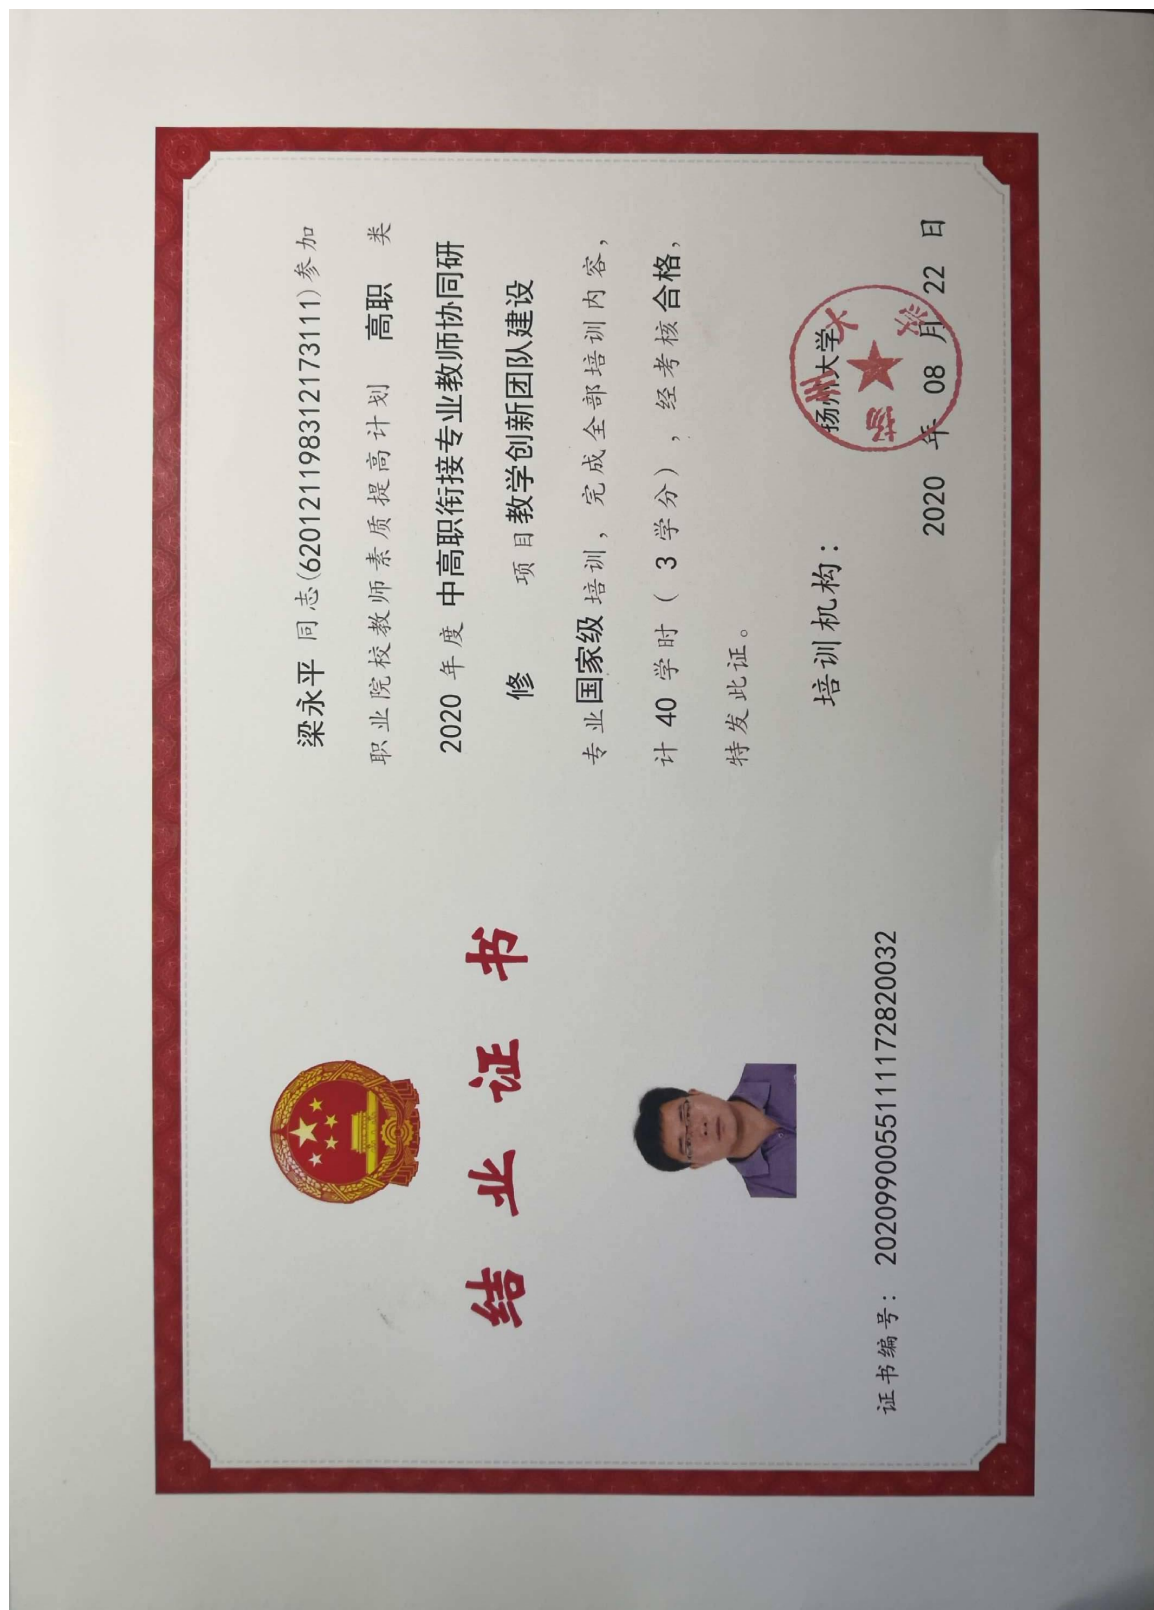 结业证书
证书编号: 20209900551111172820032
梁永平 同志(620121198312173111)参加
职业院校教师素质提高计划 高职 类
2020 年度 中高职衔接专业教师协同研
修 项目 教学创新团队建设
专业 国家级 培训, 完成全部培训内容,
计 40 学时( 3 学分), 经考核 合格,
特发此证。
培训机构: 扬州大学
扬州大学
2020 年 08 月 22 日